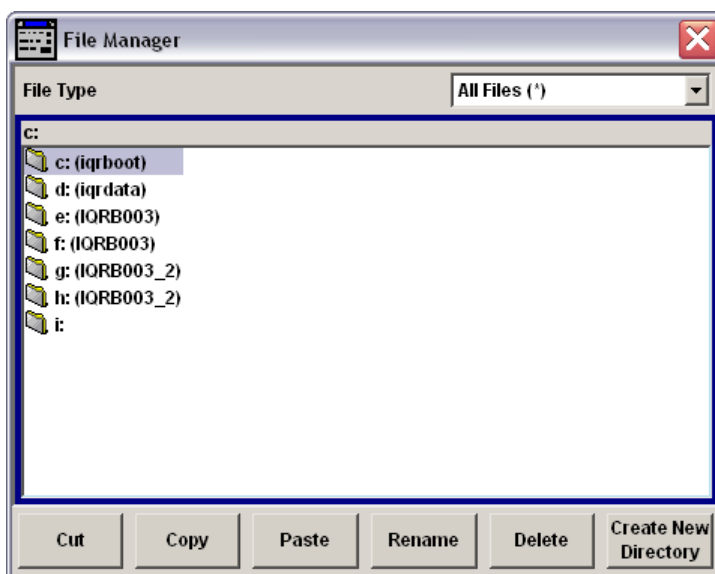 File Manager
File Type
All Files (*)
c:
c: (iqrboot)
d: (iqrdata)
e: (IQRB003)
f: (IQRB003)
g: (IQRB003_2)
h: (IQRB003_2)
i:
Cut
Copy
Paste
Rename
Delete
Create New
Directory